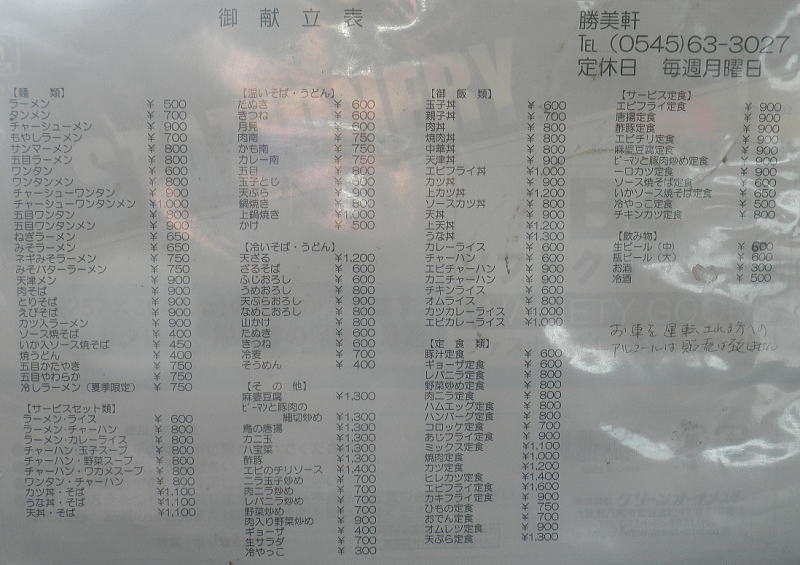 御献立表
勝美軒
TEL (0545)63-3027
定休日 毎週月曜日
【麺 類】
ラーメン ¥ 500
タンメン ¥ 700
チャーシューメン ¥ 900
もやしラーメン ¥ 700
サンマーメン ¥ 800
五目ラーメン ¥ 800
ワンタン ¥ 600
ワンタンメン ¥ 800
チャーシューワンタン ¥ 900
チャーシューワンタンメン ¥1,000
五目ワンタン ¥ 800
五目ワンタンメン ¥ 900
ねぎラーメン ¥ 650
みそラーメン ¥ 650
ネギみそラーメン ¥ 750
みそバターラーメン ¥ 750
天津メン ¥ 900
肉そば ¥ 900
とりそば ¥ 900
えびそば ¥ 900
カツ入ラーメン ¥ 900
ソース焼そば ¥ 400
いか入ソース焼そば ¥ 450
焼うどん ¥ 400
五目かたやき ¥ 750
五目やわらか ¥ 750
冷しラーメン(夏季限定) ¥ 750
【サービスセット類】
ラーメン・ライス ¥ 600
ラーメン・チャーハン ¥ 800
ラーメン・カレーライス ¥ 800
チャーハン・玉子スープ ¥ 800
チャーハン・野菜スープ ¥ 800
チャーハン・ワカメスープ ¥ 800
ワンタン・チャーハン ¥ 800
カツ丼・そば ¥1,100
うな丼・そば ¥1,100
天丼・そば ¥1,100
【温いそば・うどん】
たぬき ¥ 600
きつね ¥ 600
月見 ¥ 600
肉南 ¥ 750
かも南 ¥ 750
カレー南 ¥ 750
五目 ¥ 800
玉子とじ
天ぷら ¥ 900
鍋焼き ¥ 800
上鍋焼き ¥1,000
かけ ¥ 500
【冷いそば・うどん】
天ざる ¥1,200
ざるそば ¥ 600
ふじおろし ¥ 800
うめおろし ¥ 800
天ぷらおろし ¥ 900
なめこおろし ¥ 800
山かけ ¥ 800
たぬき ¥ 600
きつね ¥ 600
冷麦 ¥ 700
そうめん ¥ 400
【そ の 他】
麻婆豆腐 ¥1,300
ピーマンと豚肉の
細切炒め ¥1,300
鳥の唐揚 ¥1,300
カニ玉 ¥1,300
八宝菜 ¥1,300
酢豚 ¥1,300
エビのチリソース ¥1,400
ニラ玉子炒め ¥ 700
肉ニラ炒め ¥ 700
レバニラ炒め ¥ 700
野菜炒め ¥ 700
肉入り野菜炒め ¥ 900
ギョーザ ¥ 400
生サラダ ¥ 700
冷やっこ ¥ 300
【御 飯 類】
玉子丼 ¥ 600
親子丼 ¥ 700
肉丼 ¥ 800
焼肉丼 ¥ 800
中華丼 ¥ 800
天津丼 ¥ 900
エビフライ丼 ¥1,000
カツ丼 ¥ 900
上カツ丼 ¥1,200
ソースカツ丼 ¥ 800
天丼 ¥ 900
上天丼 ¥1,200
うな丼 ¥1,300
カレーライス ¥ 600
チャーハン ¥ 600
エビチャーハン ¥ 900
カニチャーハン ¥ 900
チキンライス ¥ 800
オムライス ¥ 800
カツカレーライス ¥1,000
エビカレーライス ¥1,000
【定 食 類】
豚汁定食 ¥ 600
ギョーザ定食 ¥ 600
レバニラ定食 ¥ 800
野菜炒め定食 ¥ 800
肉ニラ定食 ¥ 800
ハムエッグ定食 ¥ 800
ハンバーグ定食 ¥ 800
コロッケ定食 ¥ 700
あじフライ定食 ¥ 900
ミックス定食 ¥1,100
焼肉定食 ¥1,000
カツ定食 ¥1,200
ヒレカツ定食 ¥1,400
エビフライ定食 ¥1,600
カキフライ定食 ¥ 900
ひもの定食 ¥ 750
おでん定食 ¥ 700
オムレツ定食 ¥ 900
天ぷら定食 ¥1,300
【サービス定食】
エビフライ定食 ¥ 900
唐揚定食 ¥ 900
酢豚定食 ¥ 900
エビチリ定食 ¥ 900
麻婆豆腐定食 ¥ 900
ピーマンと豚肉炒め定食 ¥ 900
一口カツ定食 ¥ 900
ソース焼そば定食 ¥ 600
いかソース焼そば定食 ¥ 650
冷やっこ定食 ¥ 500
チキンカツ定食 ¥ 800
【飲み物】
生ビール(中) ¥ 600
瓶ビール(大) ¥ 600
お酒 ¥ 300
冷酒 ¥ 500
お車を運転される方への
アルコールは販売は致しません